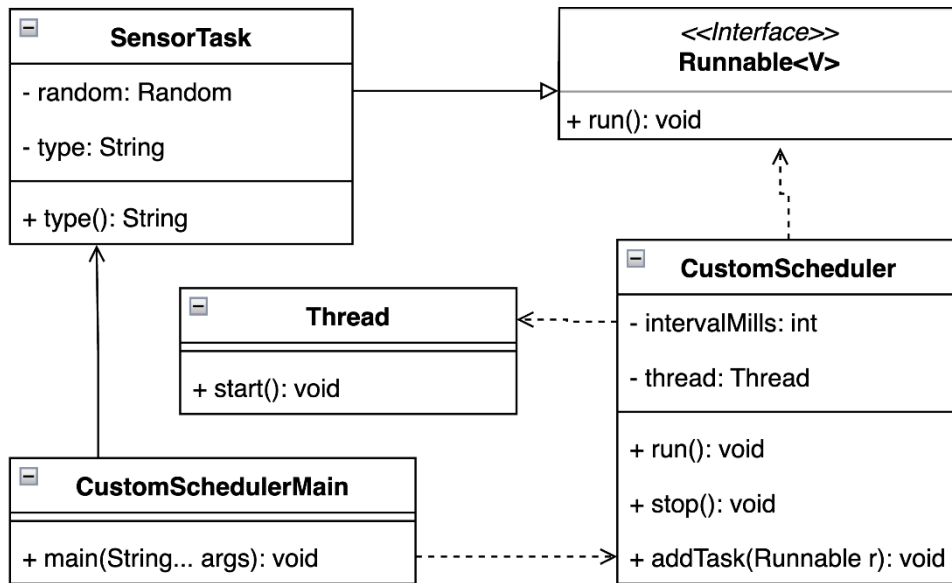 SensorTask
- random: Random
- type: String
+ type(): String
<<Interface>>
Runnable<V>
+ run(): void
Thread
+ start(): void
CustomScheduler
- intervalMills: int
- thread: Thread
+ run(): void
+ stop(): void
+ addTask(Runnable r): void
CustomSchedulerMain
+ main(String... args): void